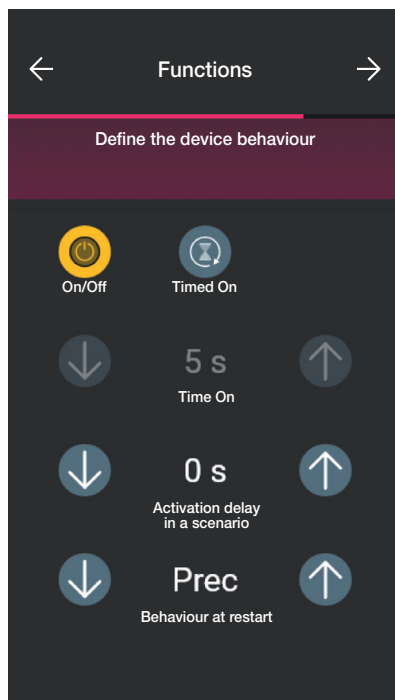 Functions
Define the device behaviour
On/Off
Timed On
5 s
Time On
0 s
Activation delay
in a scenario
Prec
Behaviour at restart